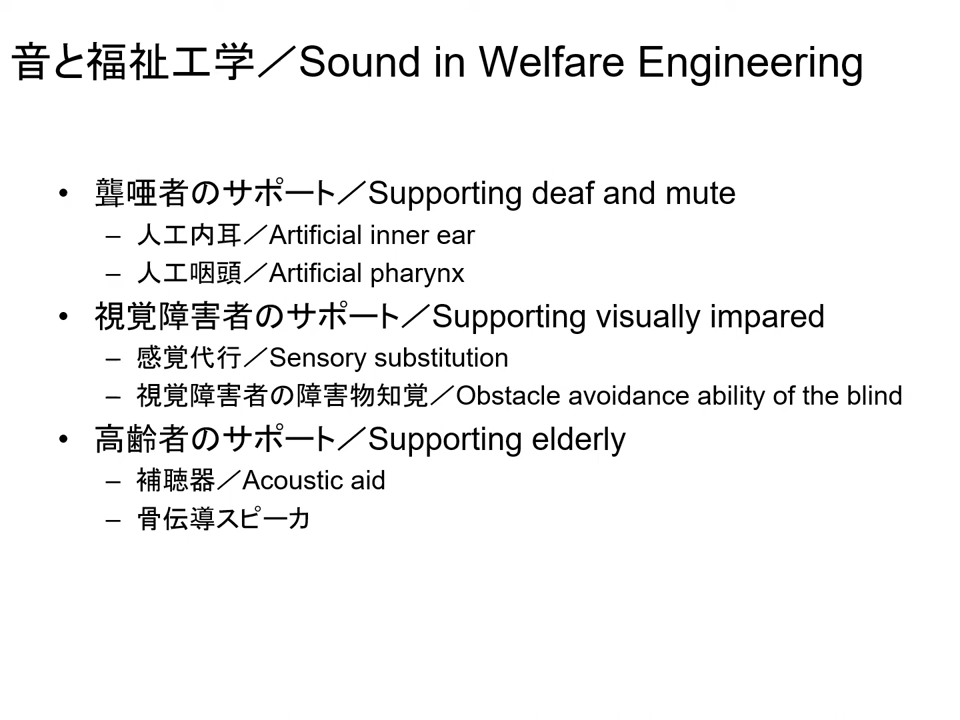 音と福祉工学／Sound in Welfare Engineering
• 聾唖者のサポート／Supporting deaf and mute
– 人工内耳／Artificial inner ear
– 人工咽頭／Artificial pharynx
• 視覚障害者のサポート／Supporting visually impared
– 感覚代行／Sensory substitution
– 視覚障害者の障害物知覚／Obstacle avoidance ability of the blind
• 高齢者のサポート／Supporting elderly
– 補聴器／Acoustic aid
– 骨伝導スピーカ